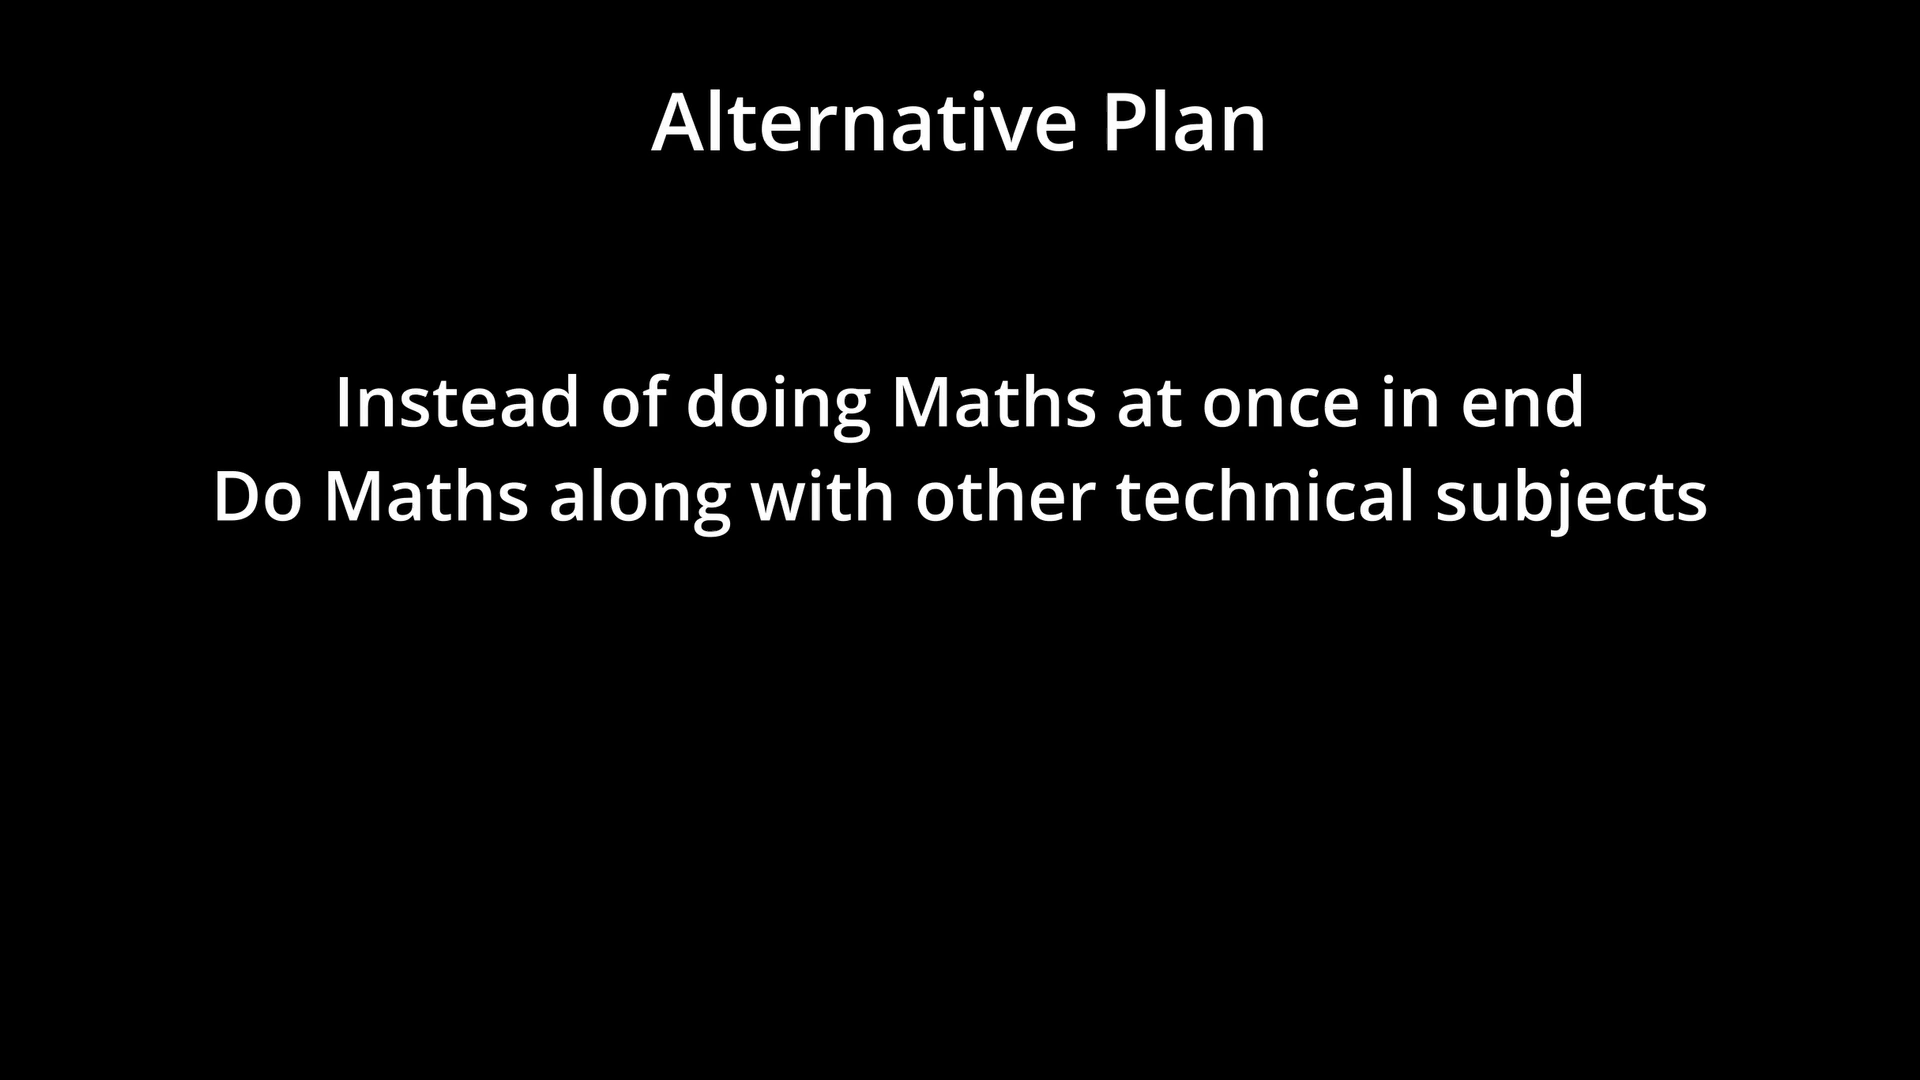 Alternative Plan
Instead of doing Maths at once in end
Do Maths along with other technical subjects